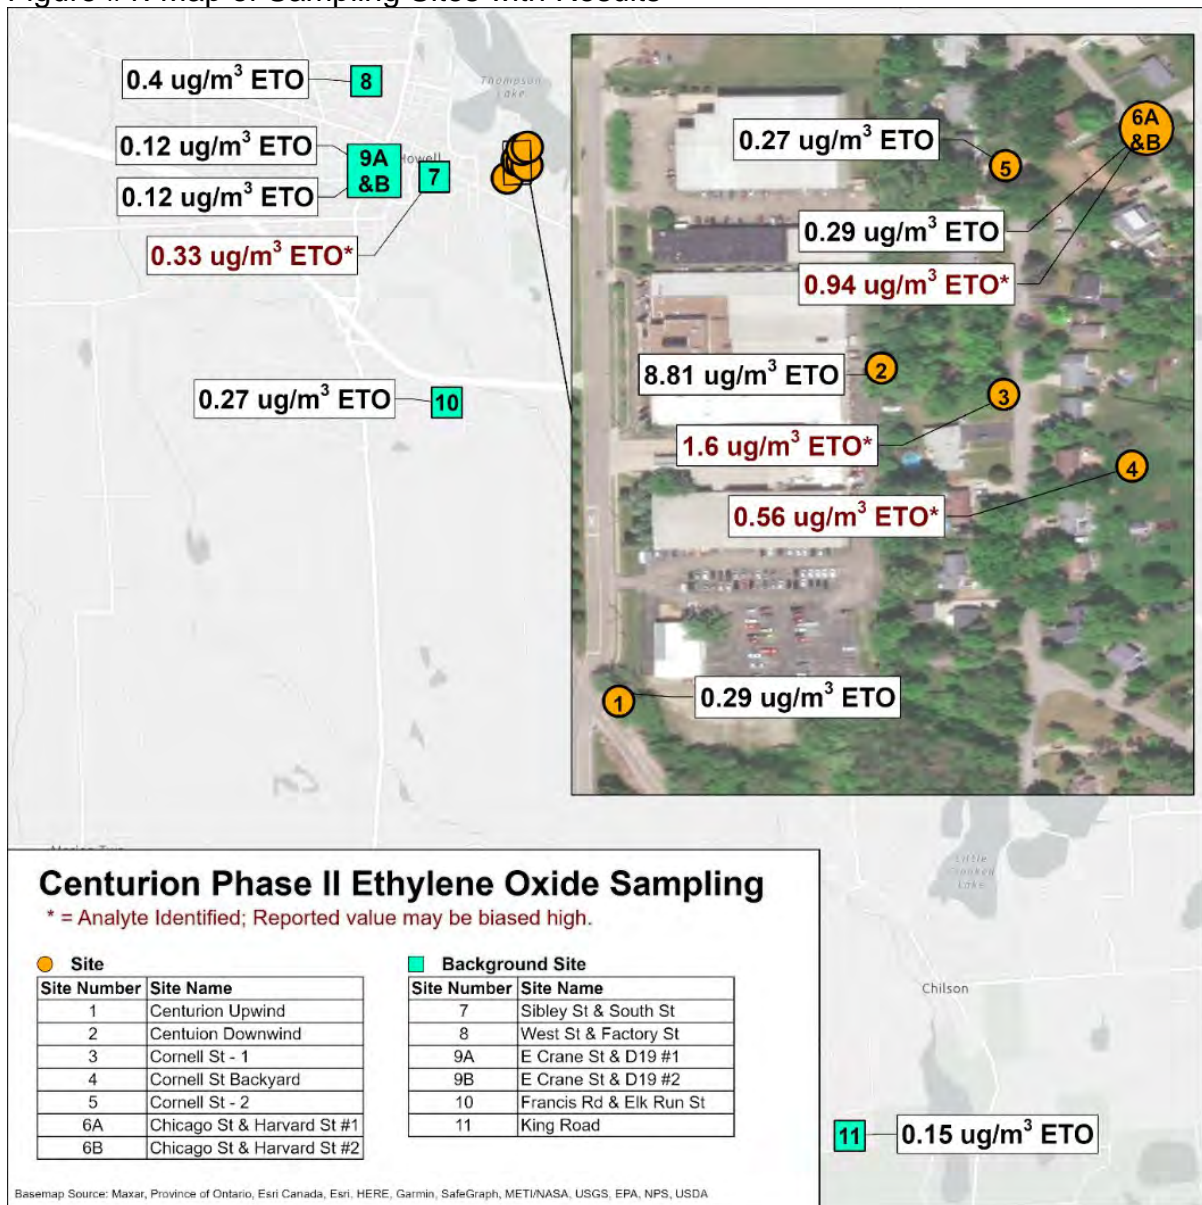 0.4 ug/m³ ETO
8
Thompson
Lake
0.12 ug/m³ ETO
0.12 ug/m³ ETO
9A
&B
Howell
7
0.33 ug/m³ ETO*
0.27 ug/m³ ETO
10
0.27 ug/m³ ETO
5
6A
&B
0.29 ug/m³ ETO
0.94 ug/m³ ETO*
8.81 ug/m³ ETO
2
3
1.6 ug/m³ ETO*
4
0.56 ug/m³ ETO*
1
0.29 ug/m³ ETO
Centurion Phase II Ethylene Oxide Sampling
* = Analyte Identified; Reported value may be biased high.
Site
Site Number Site Name
1 Centurion Upwind
2 Centuion Downwind
3 Cornell St - 1
4 Cornell St Backyard
5 Cornell St - 2
6A Chicago St & Harvard St #1
6B Chicago St & Harvard St #2
Background Site
Site Number Site Name
7 Sibley St & South St
8 West St & Factory St
9A E Crane St & D19 #1
9B E Crane St & D19 #2
10 Francis Rd & Elk Run St
11 King Road
Little
Crooked
Lake
Chilson
11
0.15 ug/m³ ETO
Basemap Source: Maxar, Province of Ontario, Esri Canada, Esri, HERE, Garmin, SafeGraph, METI/NASA, USGS, EPA, NPS, USDA